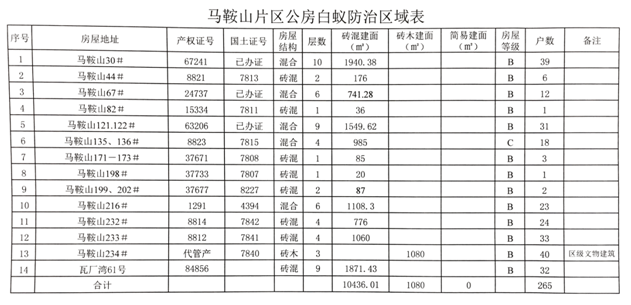 马鞍山片区公房白蚁防治区域表
序号 房屋地址 产权证号 国土证号 房屋结构 层数 砖混建面(㎡) 砖木建面(㎡) 简易建面(㎡) 房屋等级 户数 备注
1 马鞍山30# 67241 已办证 混合 10 1940.38 B 39
2 马鞍山44# 8821 7813 砖混 2 176 B 6
3 马鞍山67# 24737 已办证 混合 6 741.28 B 12
4 马鞍山82# 15334 7811 砖混 1 36 B 1
5 马鞍山121.122# 63206 已办证 混合 9 1549.62 B 31
6 马鞍山135、136# 8823 7815 砖混 4 985 C 18
7 马鞍山171-173# 37671 7808 砖混 1 85 B 3
8 马鞍山198# 37733 7807 砖混 1 20 B 1
9 马鞍山199、202# 37677 8227 砖混 2 87 B 2
10 马鞍山216# 1291 4394 混合 6 1108.3 B 23
11 马鞍山232# 8814 7842 砖混 4 776 B 24
12 马鞍山233# 8812 7841 砖混 4 1060 B 33
13 马鞍山234# 代管产 7840 砖木 3 1080 B 40 区级文物建筑
14 瓦厂湾61号 84856 砖混 9 1871.43 B 32
合计 10436.01 1080 0 265